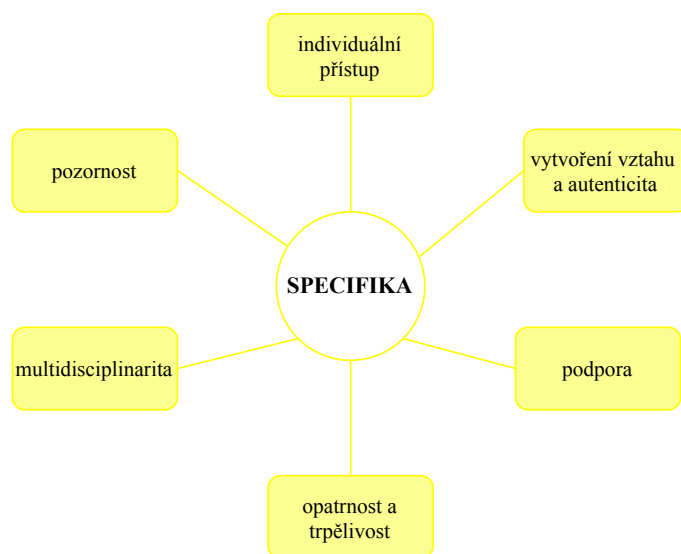 individuální
přístup
pozornost
vytvoření vztahu
a autenticita
SPECIFIKA
multidisciplinarita
podpora
opatrnost a
trpělivost